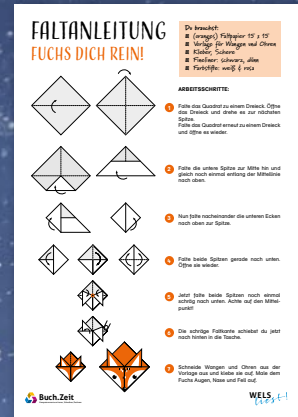 FALTANLEITUNG
FUCHS DICH REIN!
Du brauchst:
(oranges) Faltpapier 15 x 15
Vorlage für Wangen und Ohren
Kleber, Schere
Fineliner: schwarz, dünn
Farbstifte: weiß & rosa
ARBEITSSCHRITTE:
1 Falte das Quadrat zu einem Dreieck. Öffne
das Dreieck und drehe es zur nächsten
Spitze.
Falte das Quadrat erneut zu einem Dreieck
und öffne es wieder.
2 Falte die untere Spitze zur Mitte hin und
gleich noch einmal entlang der Mittellinie
nach oben.
3 Nun falte nacheinander die unteren Ecken
nach oben zur Spitze.
4 Falte beide Spitzen gerade nach unten.
Öffne sie wieder.
5 Jetzt falte beide Spitzen noch einmal
schräg nach unten. Achte auf den Mittel-
punkt!
6 Die schräge Faltkante schiebst du jetzt
nach hinten in die Tasche.
7 Schneide Wangen und Ohren aus der
Vorlage aus und klebe sie auf. Male dem
Fuchs Augen, Nase und Fell auf.
Buch.Zeit
WELS
liest!